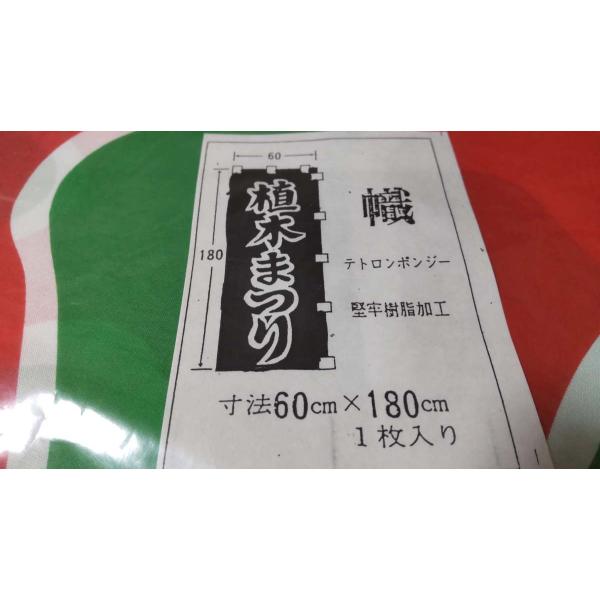 60
180
植木まつり
幟
テトロンポンジー
堅牢樹脂加工
寸法60cm×180cm
1枚入り